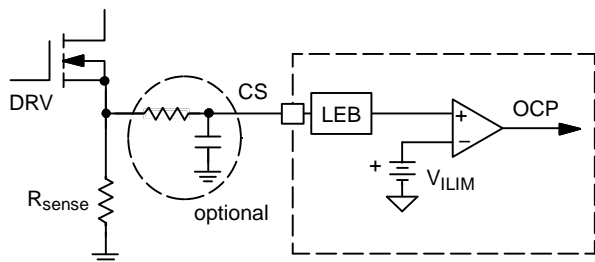 DRV
CS
LEB
OCP
+
−
+
V_ILIM
R_sense
optional